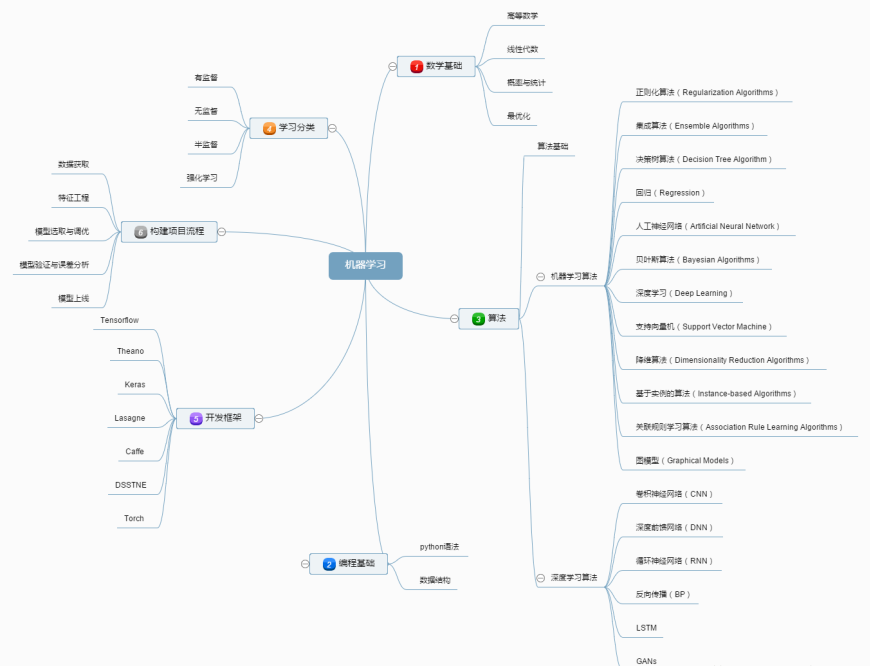 机器学习
1 数学基础
高等数学
线性代数
概率与统计
最优化
2 编程基础
python语法
数据结构
3 算法
算法基础
机器学习算法
正则化算法（Regularization Algorithms）
集成算法（Ensemble Algorithms）
决策树算法（Decision Tree Algorithm）
回归（Regression）
人工神经网络（Artificial Neural Network）
贝叶斯算法（Bayesian Algorithms）
深度学习（Deep Learning）
支持向量机（Support Vector Machine）
降维算法（Dimensionality Reduction Algorithms）
基于实例的算法（Instance-based Algorithms）
关联规则学习算法（Association Rule Learning Algorithms）
图模型（Graphical Models）
深度学习算法
卷积神经网络（CNN）
深度前馈网络（DNN）
循环神经网络（RNN）
反向传播（BP）
LSTM
GANs
4 学习分类
有监督
无监督
半监督
强化学习
5 开发框架
Tensorflow
Theano
Keras
Lasagne
Caffe
DSSTNE
Torch
6 构建项目流程
数据获取
特征工程
模型选取与调优
模型验证与误差分析
模型上线